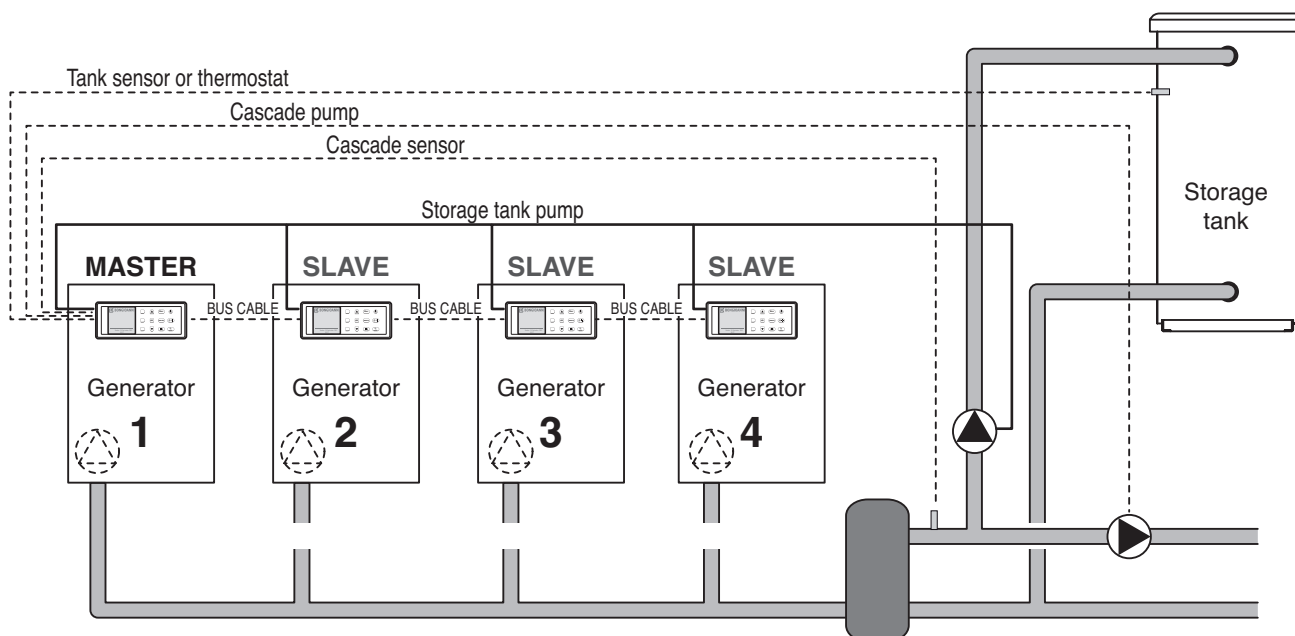 Tank sensor or thermostat
Cascade pump
Cascade sensor
Storage tank pump
Storage
tank
MASTER
SLAVE
SLAVE
SLAVE
BUS CABLE
BUS CABLE
BUS CABLE
Generator
1
Generator
2
Generator
3
Generator
4